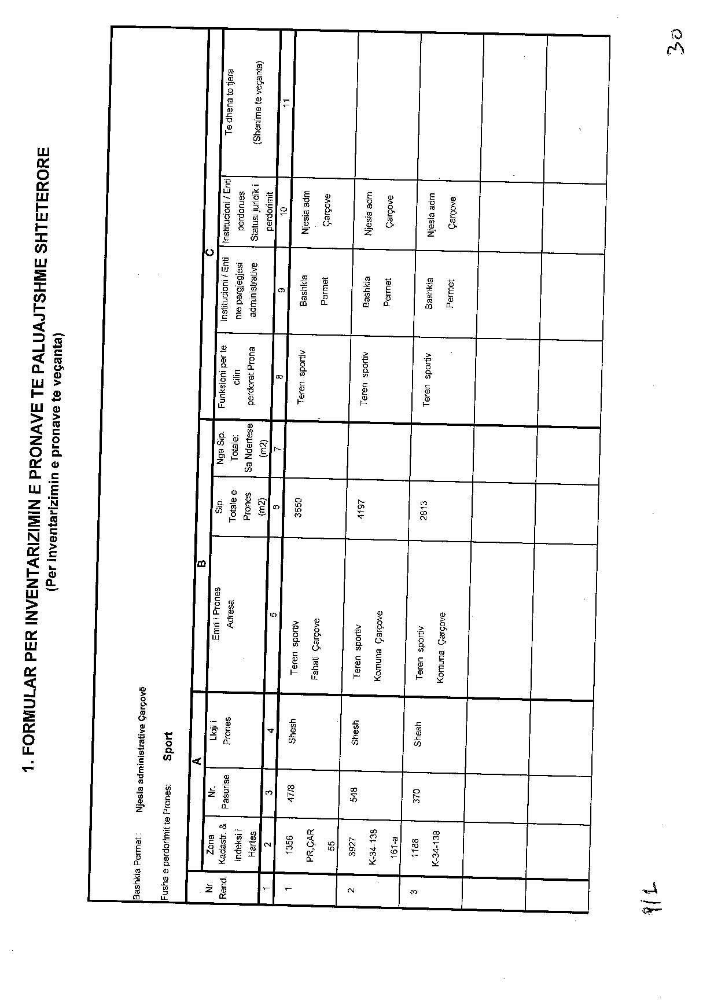 1. FORMULAR PER INVENTARIZIMIN E PRONAVE TE PALUAJTSHME SHTETERORE
(Per inventarizimin e pronave te veçanta)
Bashkia Permet : Njesia administrative Çarçovë
Fusha e perdorimit te Prones: Sport
A B C
Nr. Rend. | Zona Kadastr. & Indeksi i Hartes | Nr. Pasurise | Lloji i Prones | Emri i Prones Adresa | Sip. Totale e Prones (m2) | Nga Sip. Totale: Sa Ndertese (m2) | Funksioni per te cilin perdoret Prona | Institucioni / Enti me pergjegjesi administrative | Institucioni / Enti perdorues Statusi juridik i perdorimit | Te dhena te tjera (Shenime te veçanta)
1 2 3 4 5 6 7 8 9 10 11
1 1356 47/8 Shesh Teren sportiv 3550 Teren sportiv Bashkia Njesia adm
PR,ÇAR Fshati Çarçove Permet Çarçove
55
2 3927 548 Shesh Teren sportiv 4197 Teren sportiv Bashkia Njesia adm
K-34-138 Komuna Çarçove Permet Çarçove
161-a
3 1188 370 Shesh Teren sportiv 2813 Teren sportiv Bashkia Njesia adm
K-34-138 Komuna Çarçove Permet Çarçove
30